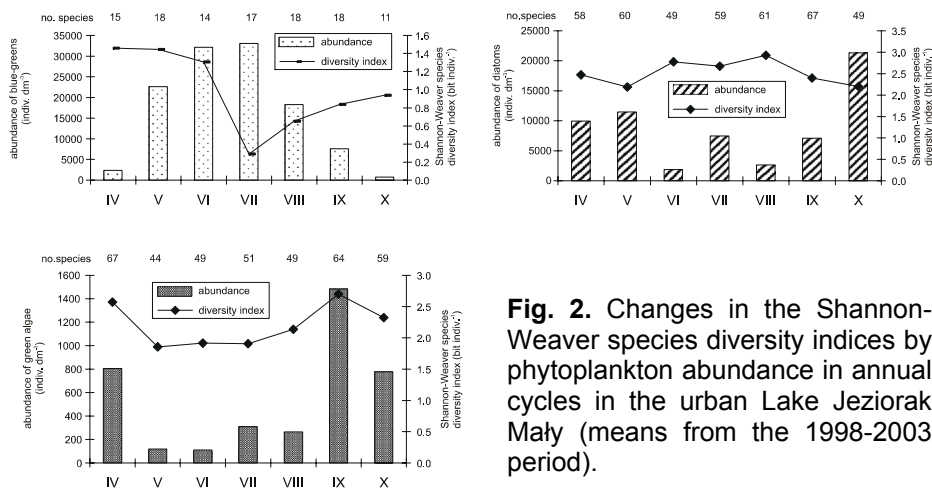 no. species 15 18 14 17 18 18 11
abundance of blue-greens
(indiv. dm⁻³)
35000
30000
25000
20000
15000
10000
5000
0
abundance
diversity index
1.6
1.4
1.2
1.0
0.8
0.6
0.4
0.2
0.0
Shannon-Weaver species
diversity index (bit indiv.⁻¹)
IV V VI VII VIII IX X
no,species 58 60 49 59 61 67 49
abundance of diatoms
(indiv. dm⁻³)
25000
20000
15000
10000
5000
0
abundance
diversity index
3.5
3.0
2.5
2.0
1.5
1.0
0.5
0.0
Shannon-Weaver species
diversity index (bit indiv.⁻¹)
IV V VI VII VIII IX X
no.species 67 44 49 51 49 64 59
abundance of green algae
(indiv. dm⁻³)
1600
1400
1200
1000
800
600
400
200
0
abundance
diversity index
3.0
2.5
2.0
1.5
1.0
0.5
0.0
Shannon-Weaver species
diversity index (bit indiv.⁻¹)
IV V VI VII VIII IX X
Fig. 2. Changes in the Shannon-
Weaver species diversity indices by
phytoplankton abundance in annual
cycles in the urban Lake Jeziorak
Mały (means from the 1998-2003
period).